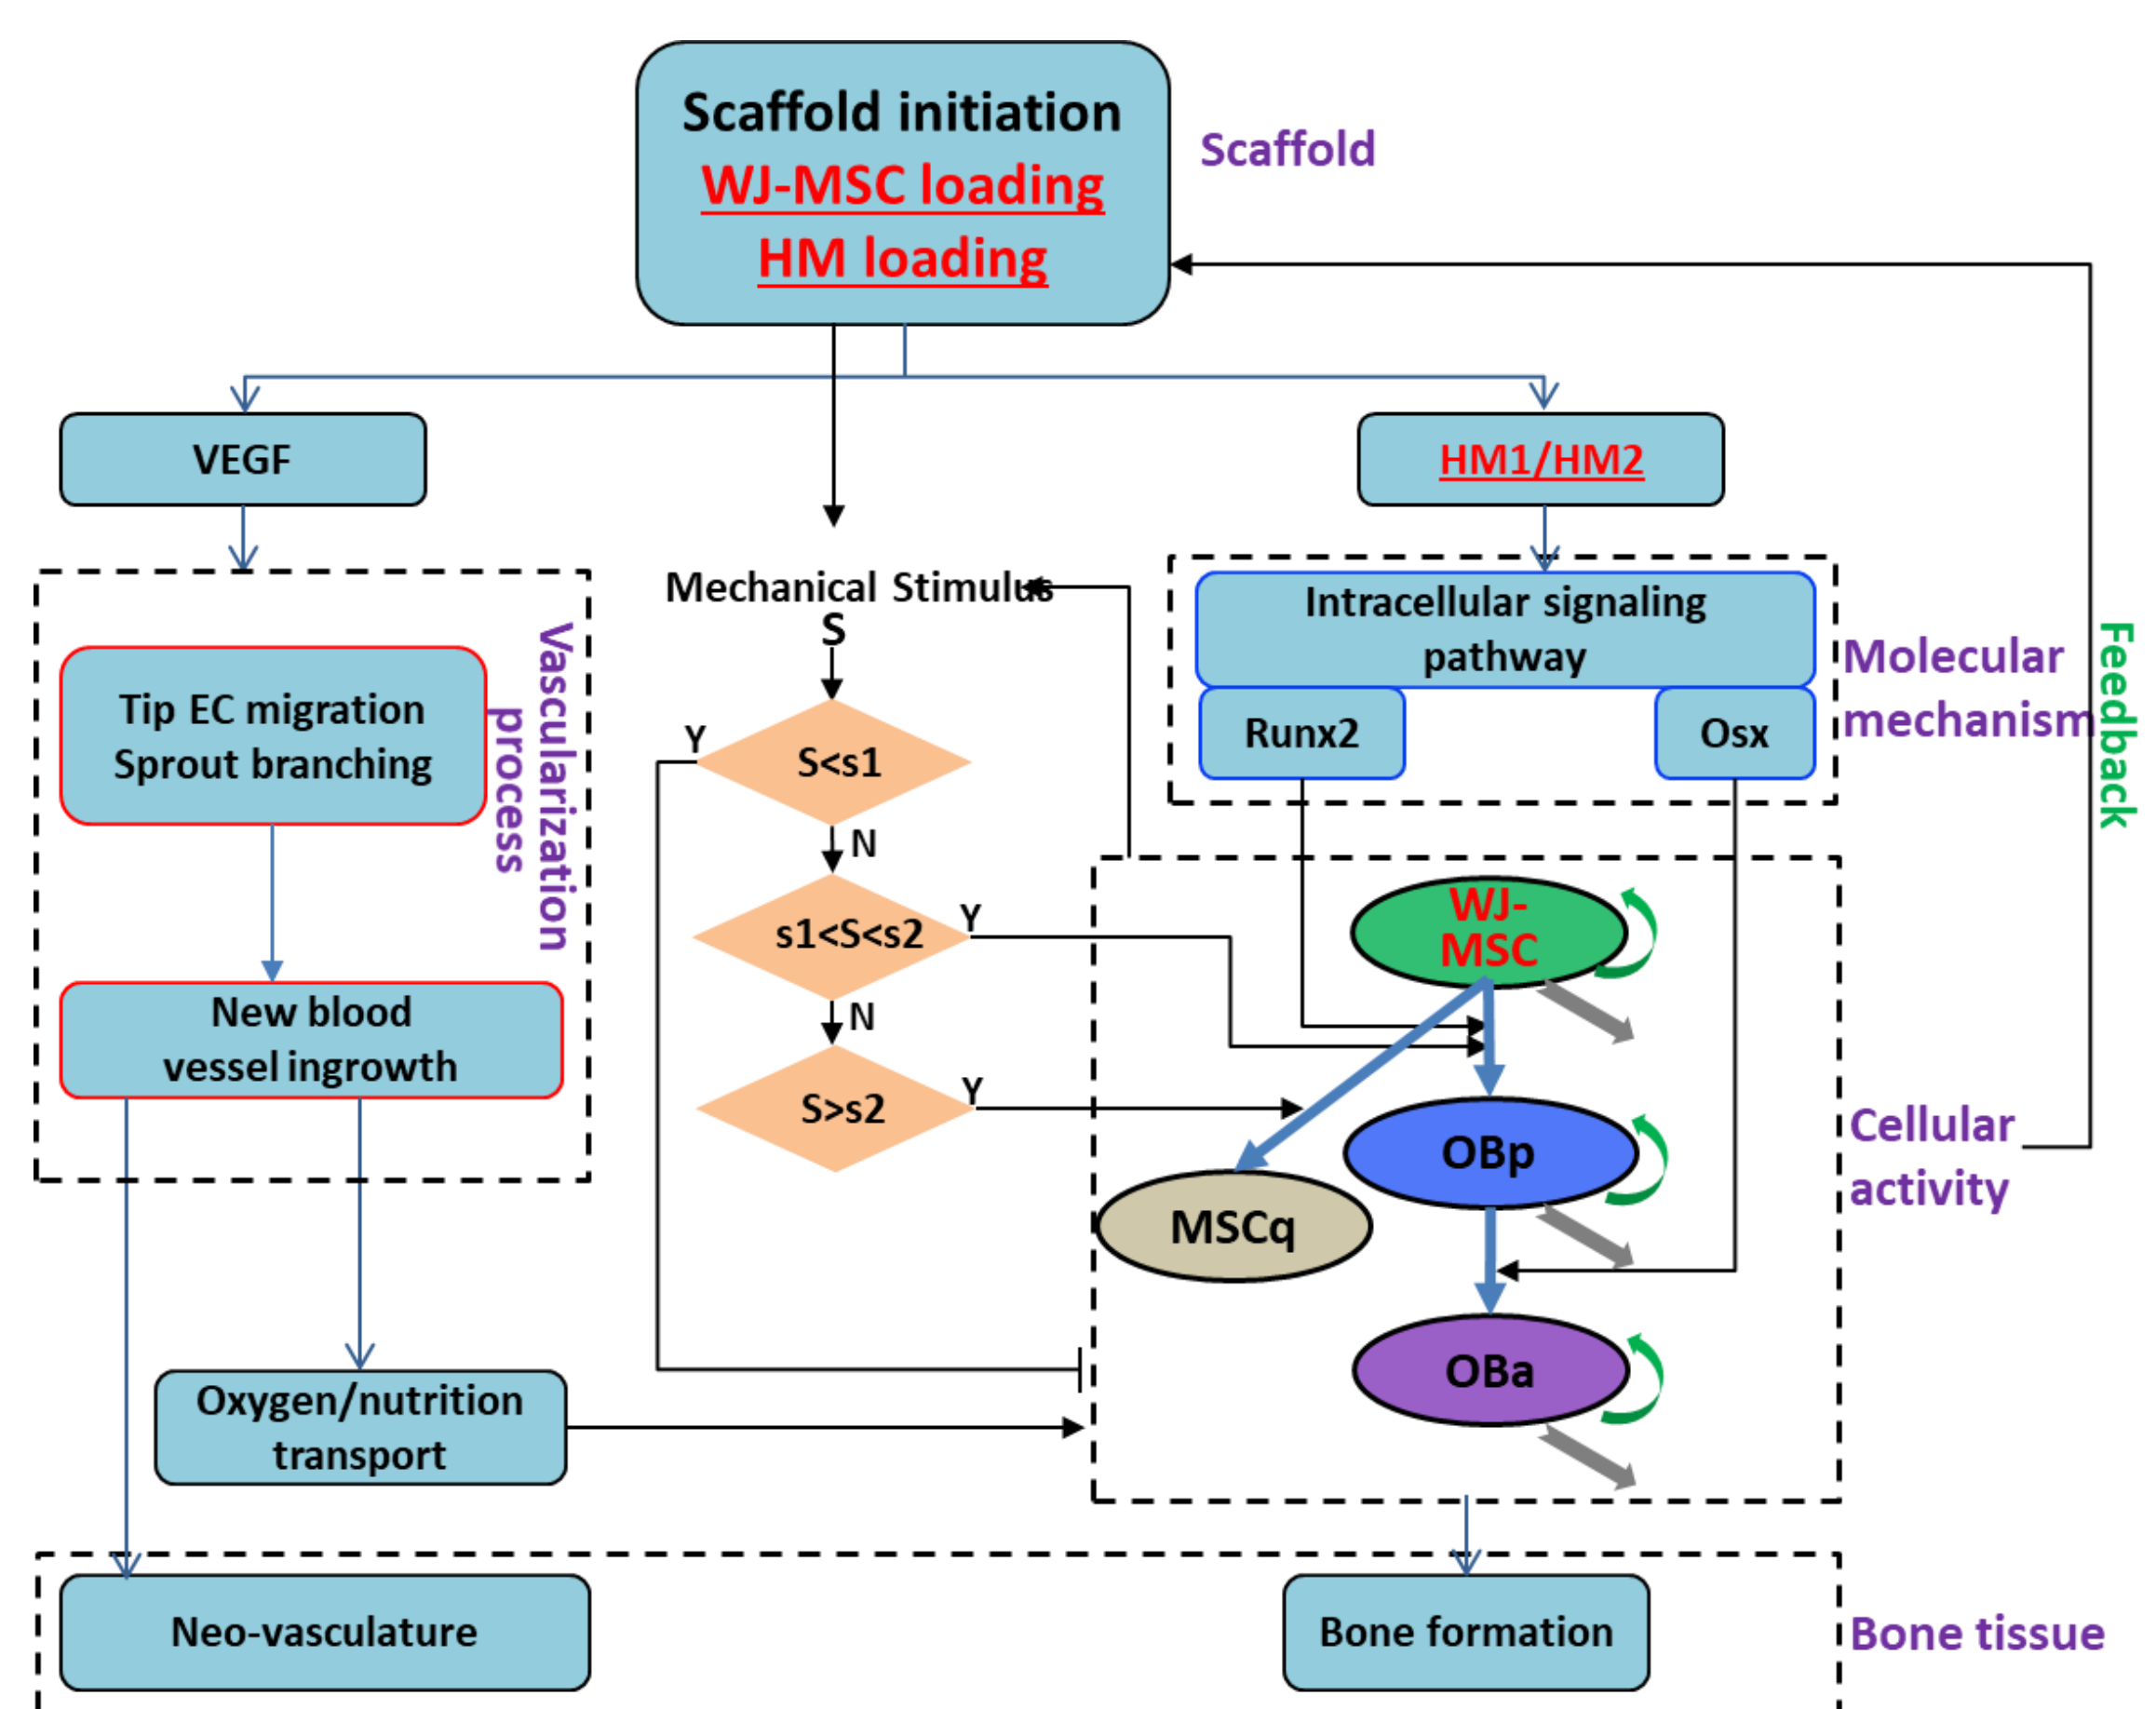 Scaffold initiation
WJ-MSC loading
HM loading
Scaffold
VEGF
HM1/HM2
Mechanical Stimulus
S
Intracellular signaling
pathway
Runx2
Osx
Molecular
mechanism
Feedback
Tip EC migration
Sprout branching
Vascularization
process
New blood
vessel ingrowth
Y
S<s1
N
s1<S<s2
Y
N
S>s2
Y
WJ-
MSC
OBp
MSCq
OBa
Cellular
activity
Oxygen/nutrition
transport
Neo-vasculature
Bone formation
Bone tissue